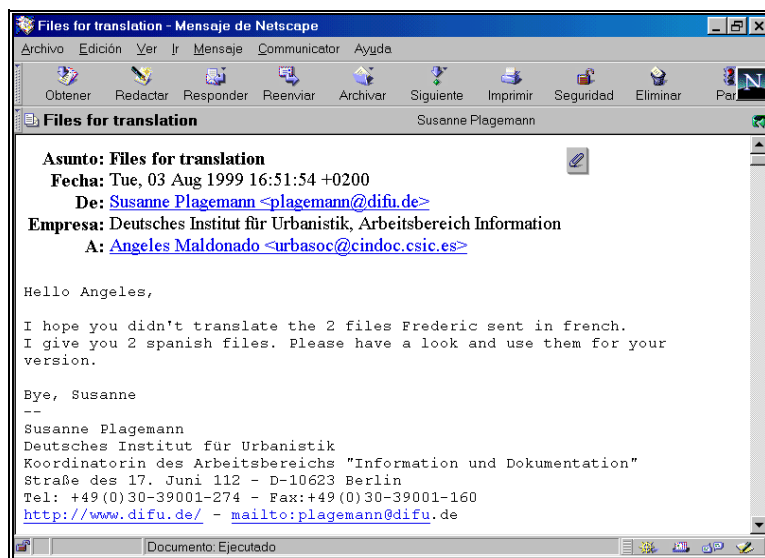 Files for translation - Mensaje de Netscape
Archivo Edición Ver Ir Mensaje Communicator Ayuda
Obtener Redactar Responder Reenviar Archivar Siguiente Imprimir Seguridad Eliminar Par N
Files for translation Susanne Plagemann
Asunto: Files for translation
Fecha: Tue, 03 Aug 1999 16:51:54 +0200
De: Susanne Plagemann <plagemann@difu.de>
Empresa: Deutsches Institut für Urbanistik, Arbeitsbereich Information
A: Angeles Maldonado <urbasoc@cindoc.csic.es>
Hello Angeles,
I hope you didn't translate the 2 files Frederic sent in french.
I give you 2 spanish files. Please have a look and use them for your
version.
Bye, Susanne
--
Susanne Plagemann
Deutsches Institut für Urbanistik
Koordinatorin des Arbeitsbereichs "Information und Dokumentation"
Straße des 17. Juni 112 - D-10623 Berlin
Tel: +49(0)30-39001-274 - Fax:+49(0)30-39001-160
http://www.difu.de/ - mailto:plagemann@difu.de
Documento: Ejecutado